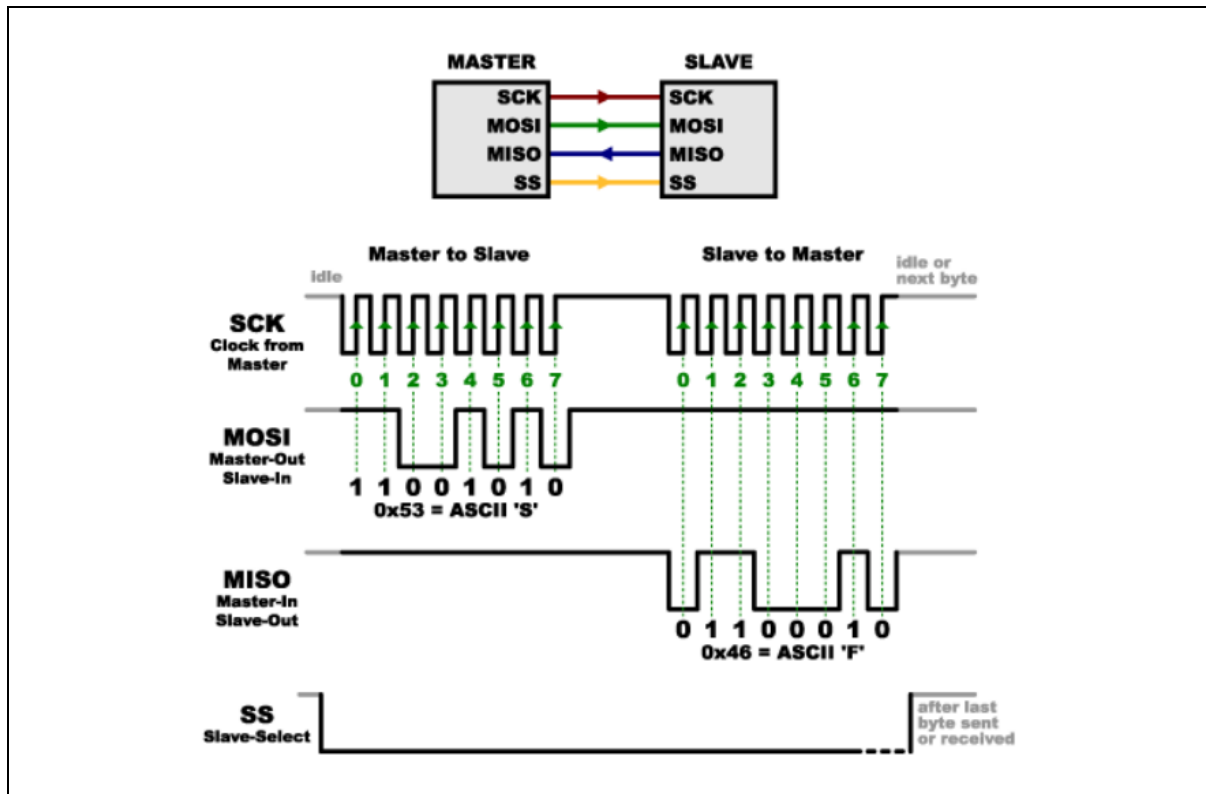 MASTER SLAVE
SCK SCK
MOSI MOSI
MISO MISO
SS SS
Master to Slave Slave to Master
idle
idle or
next byte
SCK
Clock from
Master
0 1 2 3 4 5 6 7 0 1 2 3 4 5 6 7
MOSI
Master-Out
Slave-In
1 1 0 0 1 0 1 0
0x53 = ASCII 'S'
MISO
Master-In
Slave-Out
0 1 1 0 0 0 1 0
0x46 = ASCII 'F'
SS
Slave-Select
after last
byte sent
or received